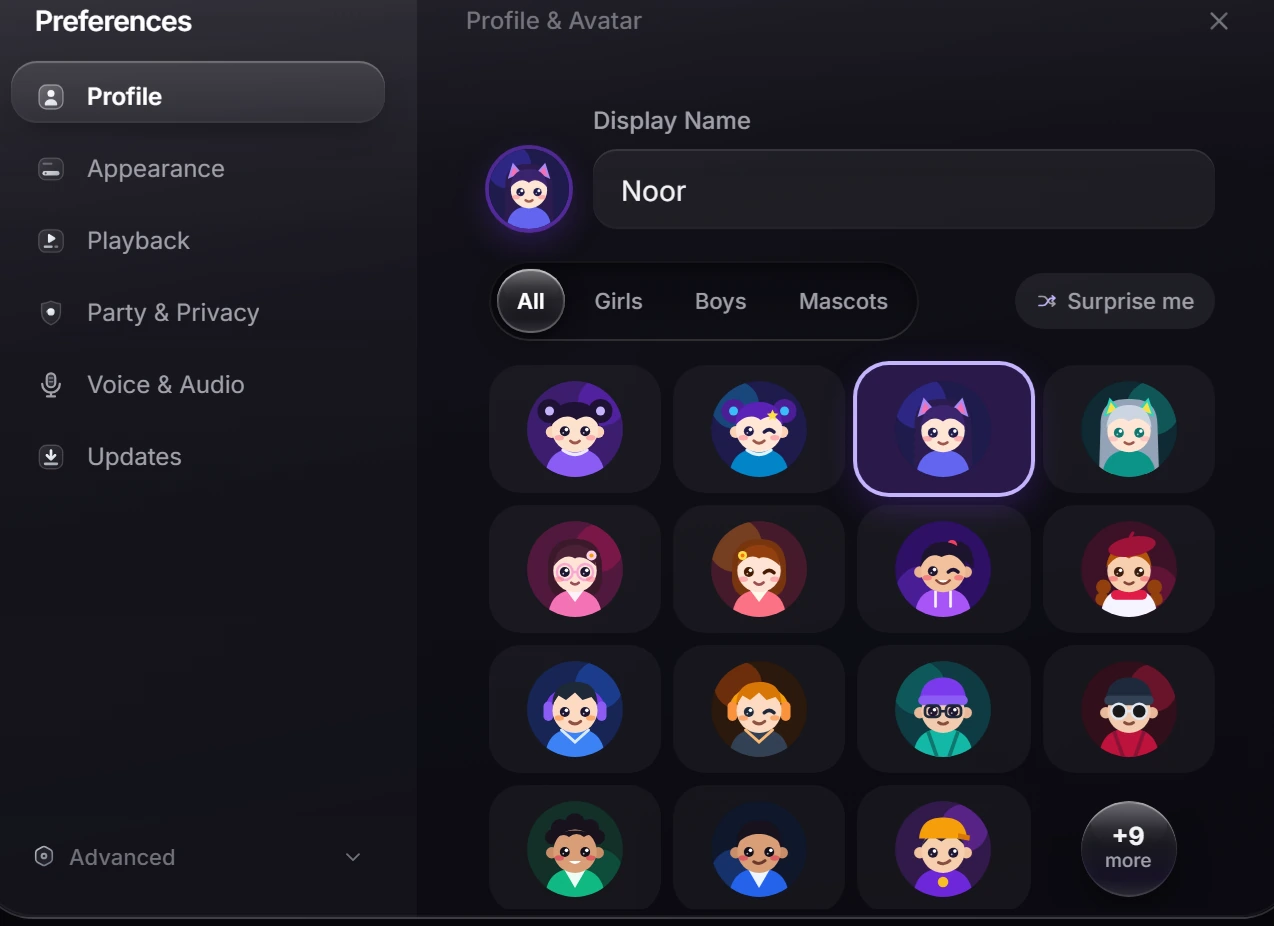 Preferences
Profile & Avatar
Profile
Appearance
Playback
Party & Privacy
Voice & Audio
Updates
Advanced
Display Name
Noor
All
Girls
Boys
Mascots
Surprise me
+9
more